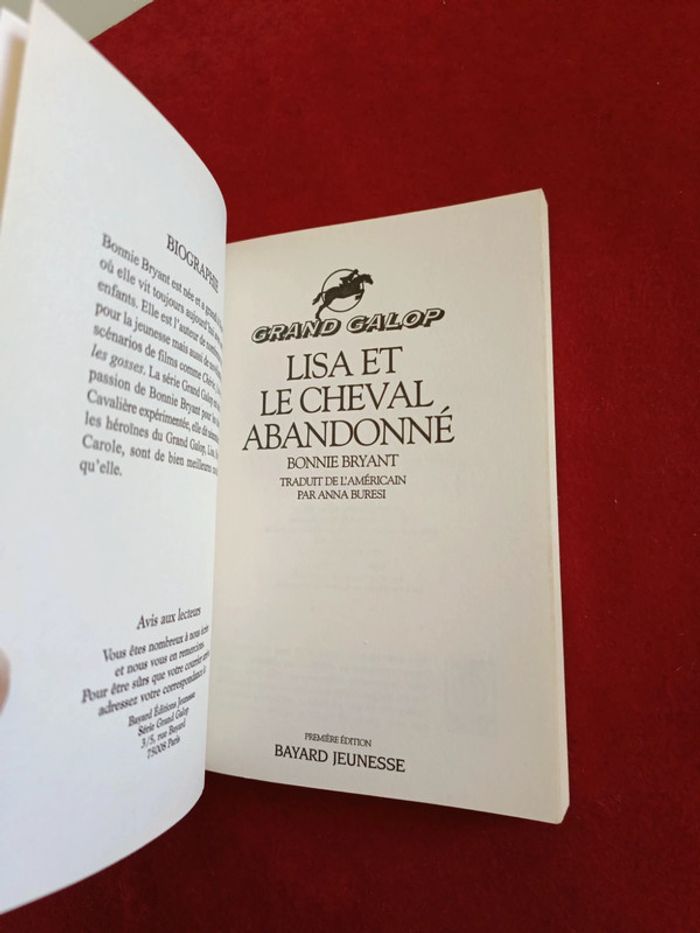 BIOGRAPHIE
Bonnie Bryant est née et a grandi
où elle vit toujours aujourd'hui
enfants. Elle est l'auteur de
pour la jeunesse mais aussi de
scénarios de films comme Chérie,
les gosses. La série Grand Galop
passion de Bonnie Bryant pour les
Cavalière expérimentée, elle dit
les héroïnes du Grand Galop, Lisa,
Carole, sont de bien meilleures
qu'elle.
Avis aux lecteurs
Vous êtes nombreux à nous écrire
et nous vous en remercions.
Pour être sûrs que votre courrier
adressez votre correspondance à
Bayard Éditions Jeunesse
Série Grand Galop
3/5, rue Bayard
75008 Paris
GRAND GALOP
LISA ET
LE CHEVAL
ABANDONNÉ
BONNIE BRYANT
TRADUIT DE L'AMÉRICAIN
PAR ANNA BURESI
PREMIÈRE ÉDITION
BAYARD JEUNESSE